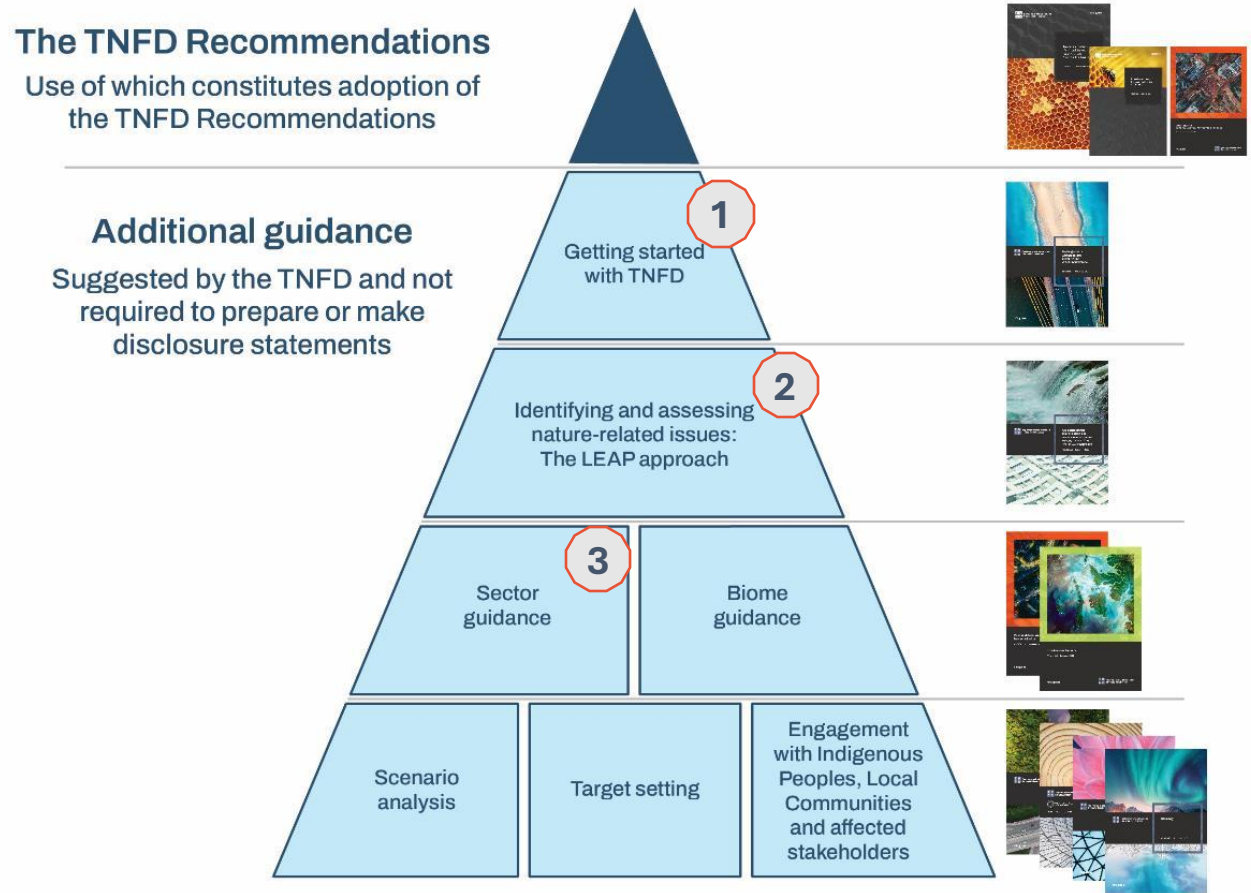 The TNFD Recommendations
Use of which constitutes adoption of
the TNFD Recommendations
Additional guidance
Suggested by the TNFD and not
required to prepare or make
disclosure statements
1
Getting started
with TNFD
2
Identifying and assessing
nature-related issues:
The LEAP approach
3
Sector
guidance
Biome
guidance
Scenario
analysis
Target setting
Engagement
with Indigenous
Peoples, Local
Communities
and affected
stakeholders